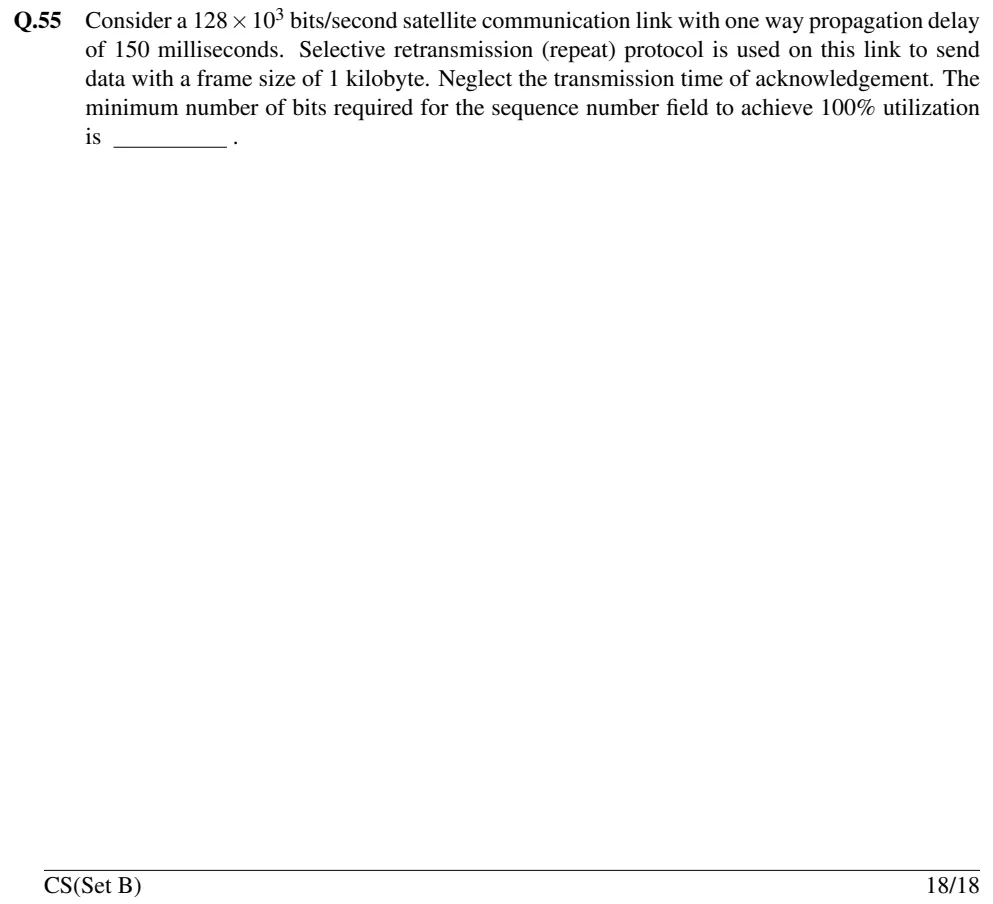 Q.55 Consider a 128 × 10³ bits/second satellite communication link with one way propagation delay
of 150 milliseconds. Selective retransmission (repeat) protocol is used on this link to send
data with a frame size of 1 kilobyte. Neglect the transmission time of acknowledgement. The
minimum number of bits required for the sequence number field to achieve 100% utilization
is __________ .
CS(Set B) 18/18